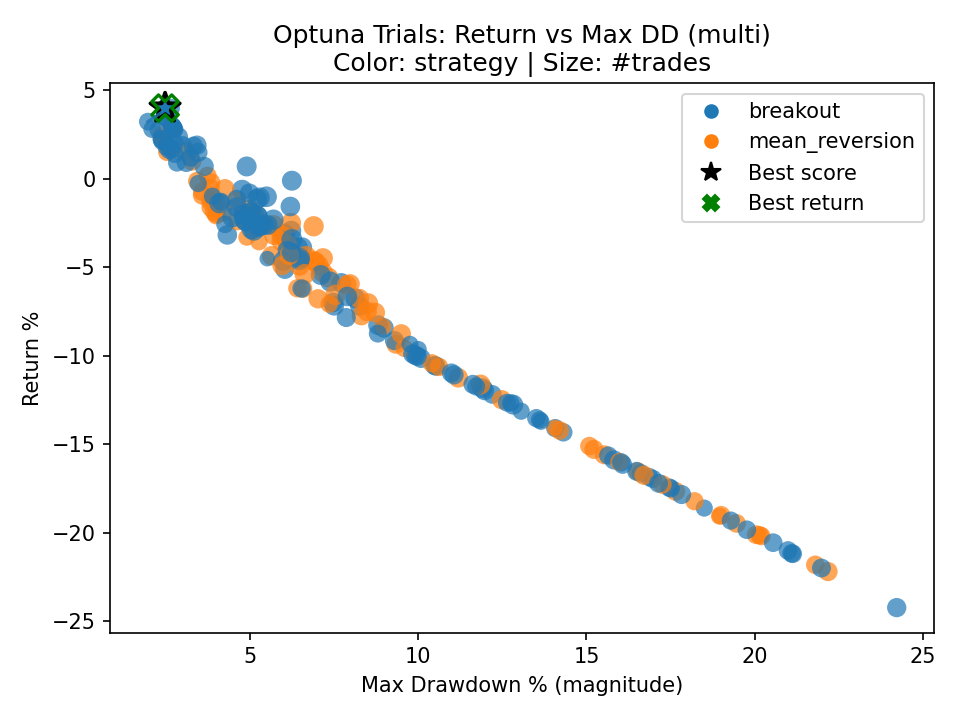 Optuna Trials: Return vs Max DD (multi)
Color: strategy | Size: #trades
breakout
mean_reversion
Best score
Best return
Return %
5
0
−5
−10
−15
−20
−25
5
10
15
20
25
Max Drawdown % (magnitude)